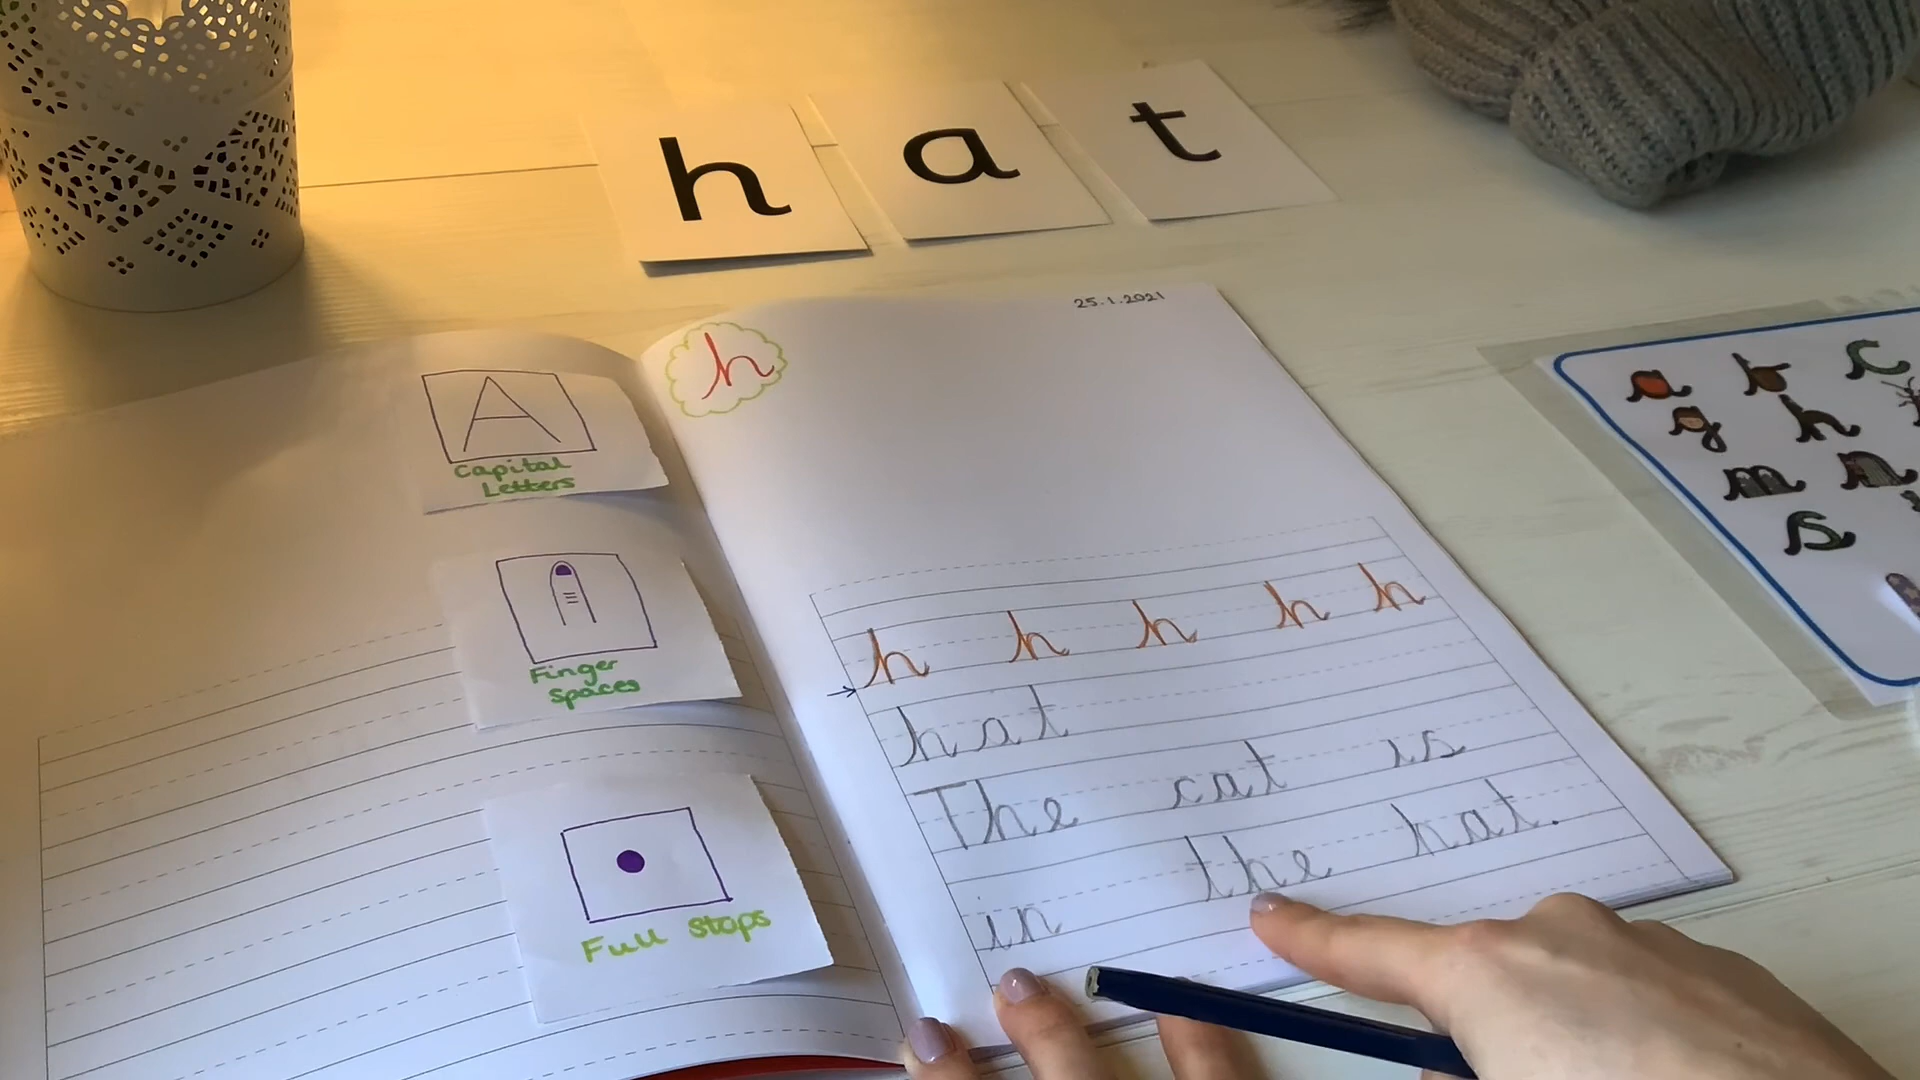 h a t
25.1.2021
h
A
Capital
Letters
Finger
Spaces
Full stops
h h h h h
hat
The cat is
in the hat.
a b c
g h
m n
s